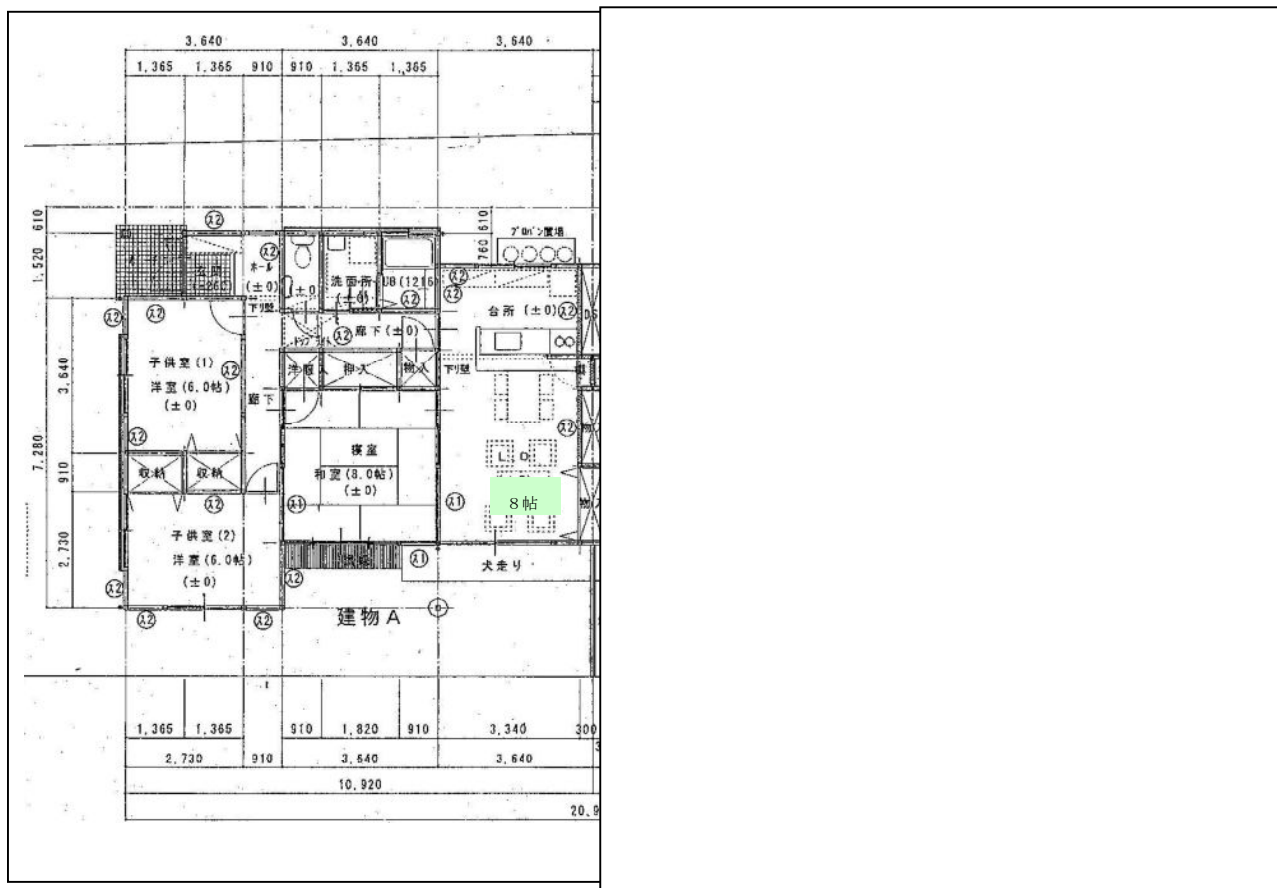 3,640 3,640 3,640
1,365 1,365 910 910 1,365 1,365
610
1,520
3,640
7,280
910
2,730
760 610
プロパン置場
玄関
ホール
(±0)
下り壁
洗面所
(±0)
UB(1216)
台所 (±0)
廊下(±0)
洋服入 押入 物入
下り壁
子供室(1)
洋室(6.0帖)
(±0)
廊下
収納 収納
寝室
和室(8.0帖)
(±0)
L.D
8帖
子供室(2)
洋室(6.0帖)
(±0)
犬走り
建物A
1,365 1,365 910 1,820 910 3,340 300
2,730 910 3,640 3,640
10,920